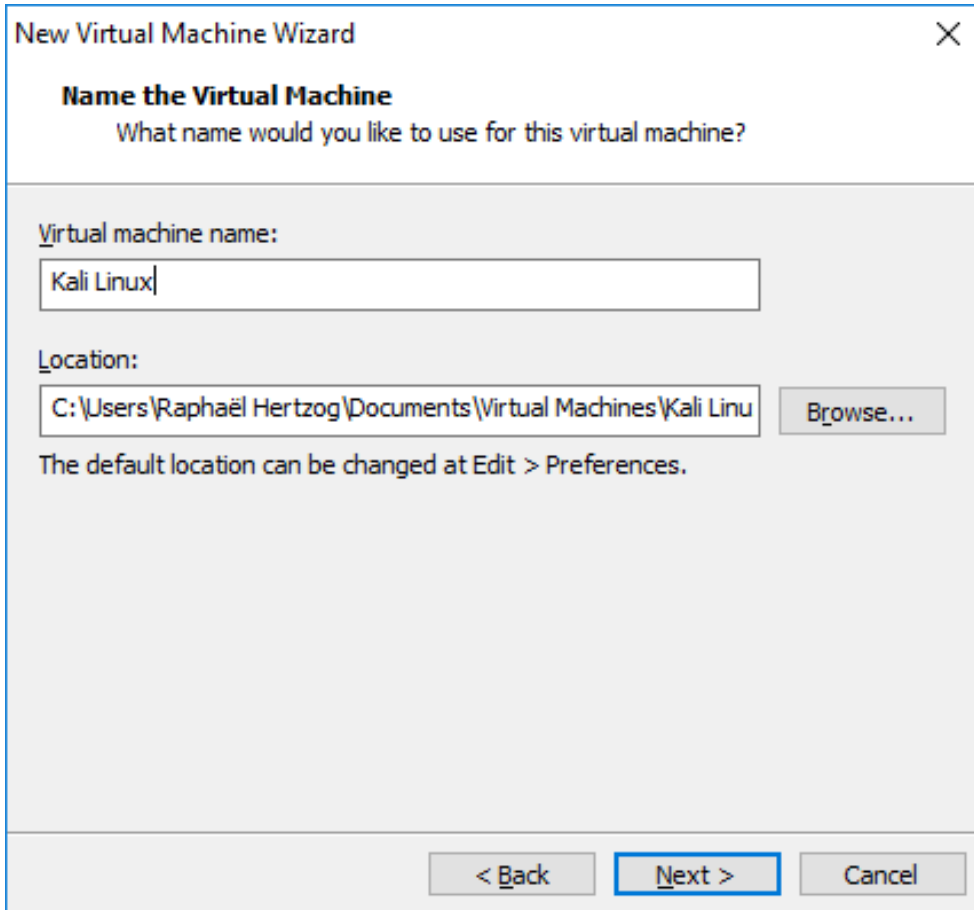 New Virtual Machine Wizard
Name the Virtual Machine
What name would you like to use for this virtual machine?
Virtual machine name:
Kali Linux
Location:
C:\Users\Raphaël Hertzog\Documents\Virtual Machines\Kali Linu
Browse...
The default location can be changed at Edit > Preferences.
< Back
Next >
Cancel